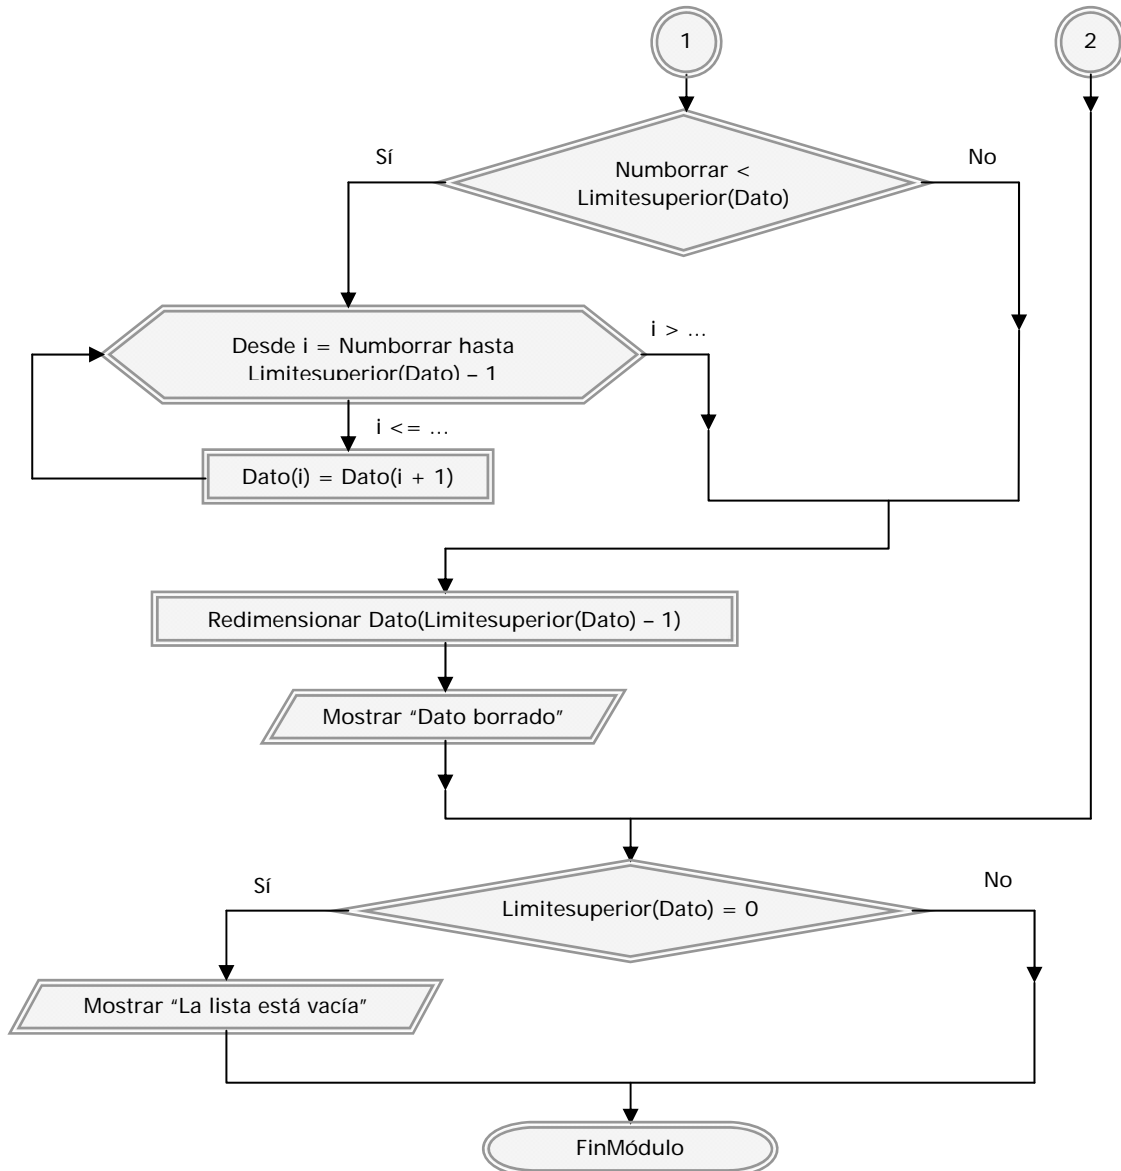 1
2
Sí
Numborrar <
Limitesuperior(Dato)
No
Desde i = Numborrar hasta
Limitesuperior(Dato) – 1
i > ...
i <= ...
Dato(i) = Dato(i + 1)
Redimensionar Dato(Limitesuperior(Dato) – 1)
Mostrar “Dato borrado”
Sí
Limitesuperior(Dato) = 0
No
Mostrar “La lista está vacía”
FinMódulo